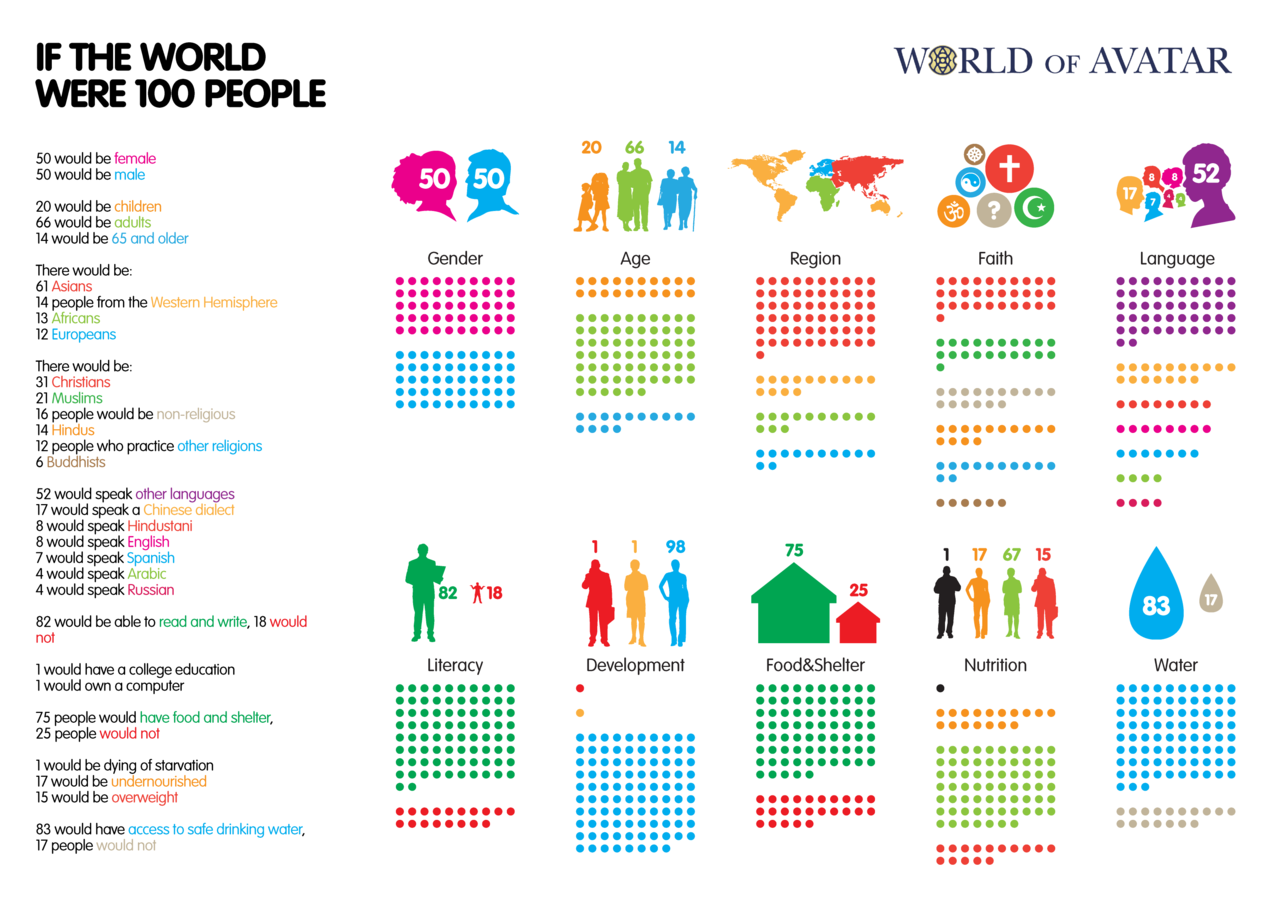 IF THE WORLD
WERE 100 PEOPLE
WORLD OF AVATAR
50 would be female
50 would be male
20 would be children
66 would be adults
14 would be 65 and older
There would be:
61 Asians
14 people from the Western Hemisphere
13 Africans
12 Europeans
There would be:
31 Christians
21 Muslims
16 people would be non-religious
14 Hindus
12 people who practice other religions
6 Buddhists
52 would speak other languages
17 would speak a Chinese dialect
8 would speak Hindustani
8 would speak English
7 would speak Spanish
4 would speak Arabic
4 would speak Russian
82 would be able to read and write, 18 would
not
1 would have a college education
1 would own a computer
75 people would have food and shelter,
25 people would not
1 would be dying of starvation
17 would be undernourished
15 would be overweight
83 would have access to safe drinking water,
17 people would not
50 50
Gender
20 66 14
Age
Region
?
Faith
17 8 8 7 4 4 52
Language
82 18
Literacy
1 1 98
Development
75 25
Food&Shelter
1 17 67 15
Nutrition
83 17
Water